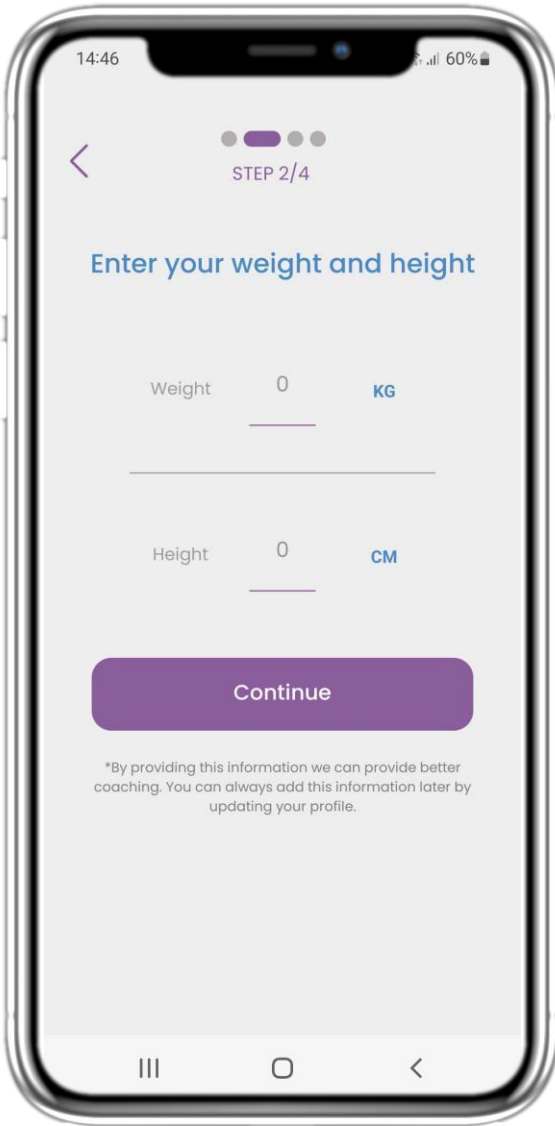 14:46
60%
STEP 2/4
Enter your weight and height
Weight 0 KG
Height 0 CM
Continue
*By providing this information we can provide better
coaching. You can always add this information later by
updating your profile.